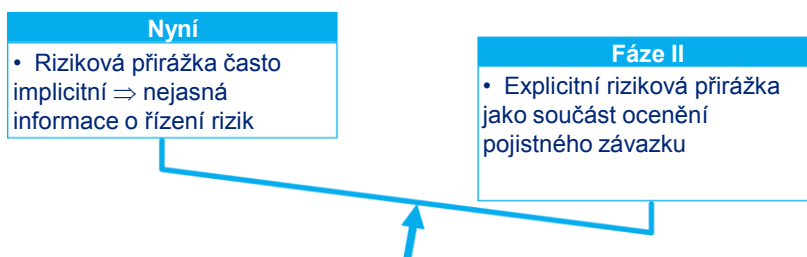 Nyní
• Riziková přirážka často
implicitní ⇒ nejasná
informace o řízení rizik
Fáze II
• Explicitní riziková přirážka
jako součást ocenění
pojistného závazku